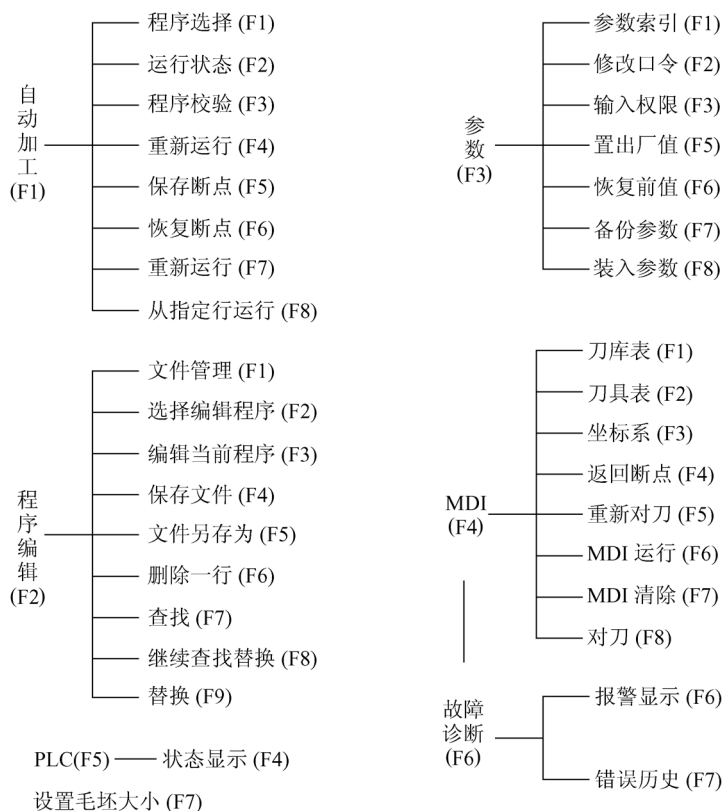 自动加工
(F1)
程序选择 (F1)
运行状态 (F2)
程序校验 (F3)
重新运行 (F4)
保存断点 (F5)
恢复断点 (F6)
重新运行 (F7)
从指定行运行 (F8)
程序编辑
(F2)
文件管理 (F1)
选择编辑程序 (F2)
编辑当前程序 (F3)
保存文件 (F4)
文件另存为 (F5)
删除一行 (F6)
查找 (F7)
继续查找替换 (F8)
替换 (F9)
PLC(F5) 状态显示 (F4)
设置毛坯大小 (F7)
参数
(F3)
参数索引 (F1)
修改口令 (F2)
输入权限 (F3)
置出厂值 (F5)
恢复前值 (F6)
备份参数 (F7)
装入参数 (F8)
MDI
(F4)
刀库表 (F1)
刀具表 (F2)
坐标系 (F3)
返回断点 (F4)
重新对刀 (F5)
MDI 运行 (F6)
MDI 清除 (F7)
对刀 (F8)
故障
诊断
(F6)
报警显示 (F6)
错误历史 (F7)